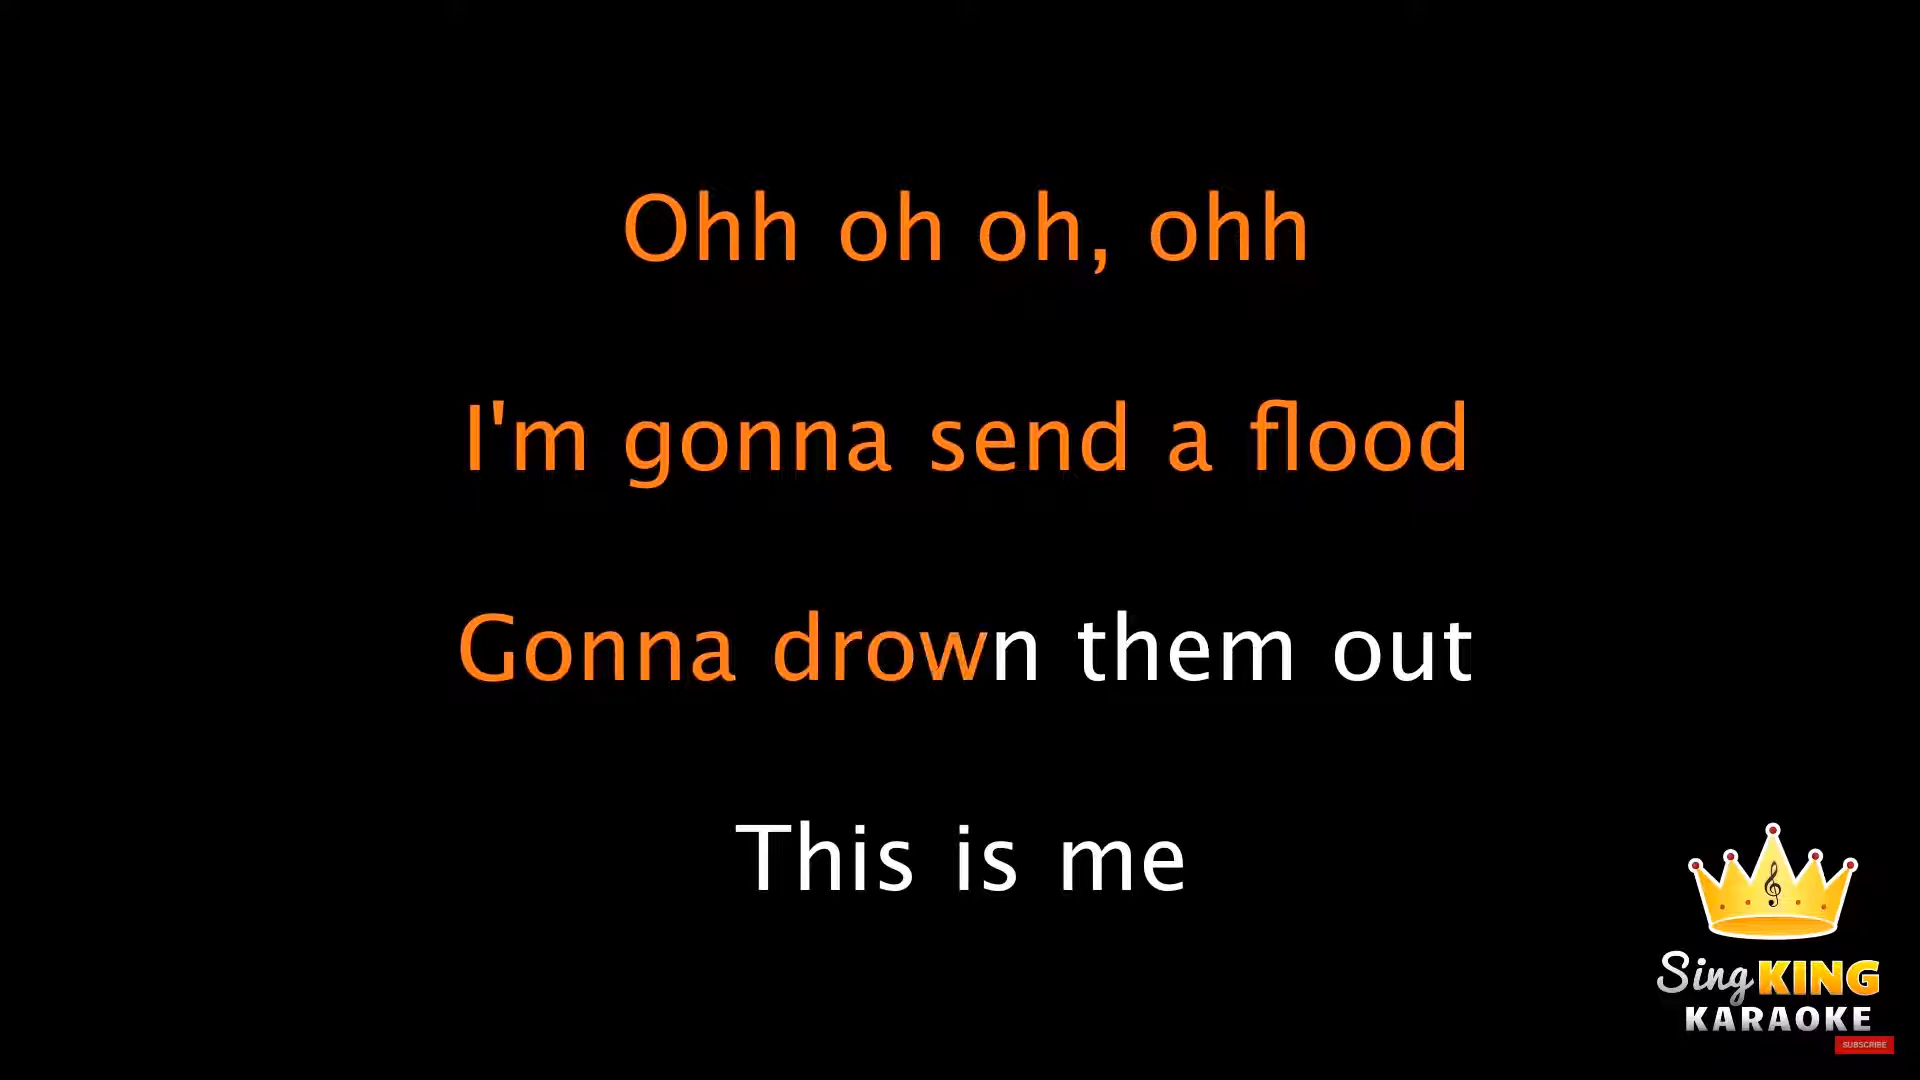 Ohh oh oh, ohh
I'm gonna send a flood
Gonna drown them out
This is me
Sing KING
KARAOKE
SUBSCRIBE